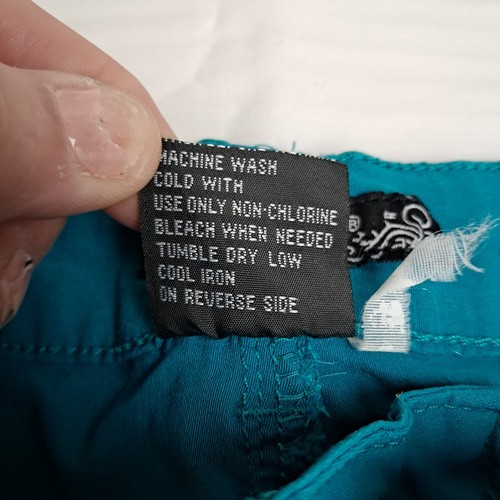 MACHINE WASH
COLD WITH
USE ONLY NON-CHLORINE
BLEACH WHEN NEEDED
TUMBLE DRY LOW
COOL IRON
ON REVERSE SIDE
®